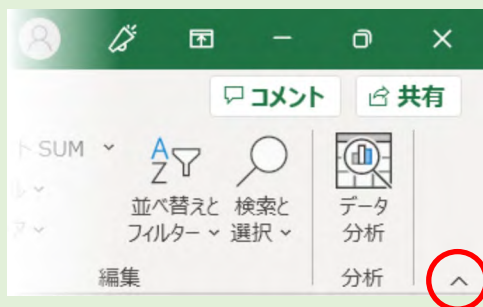 コメント 共有
SUM
並べ替えと 検索と データ
フィルター 選択 分析
編集 分析